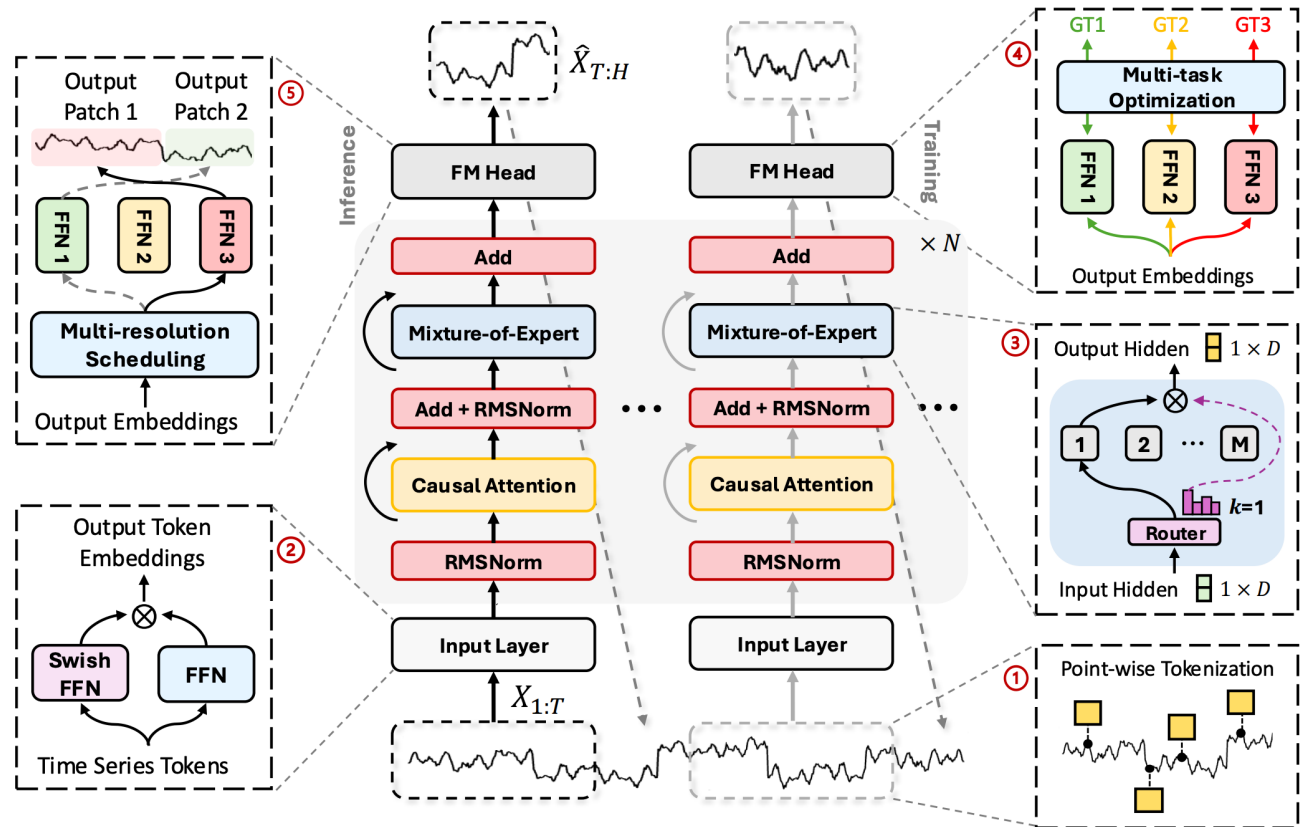 ⑤
Output
Patch 1
Output
Patch 2
FFN 1
FFN 2
FFN 3
Multi-resolution
Scheduling
Output Embeddings
②
Output Token
Embeddings
Swish
FFN
FFN
Time Series Tokens
Inference
X̂_{T:H}
FM Head
Add
Mixture-of-Expert
Add + RMSNorm
Causal Attention
RMSNorm
Input Layer
X_{1:T}
•••
Training
FM Head
× N
Add
Mixture-of-Expert
Add + RMSNorm
•••
Causal Attention
RMSNorm
Input Layer
④
GT1 GT2 GT3
Multi-task
Optimization
FFN 1
FFN 2
FFN 3
Output Embeddings
③
Output Hidden 1 × D
⊗
1 2 ··· M
k=1
Router
Input Hidden 1 × D
①
Point-wise Tokenization